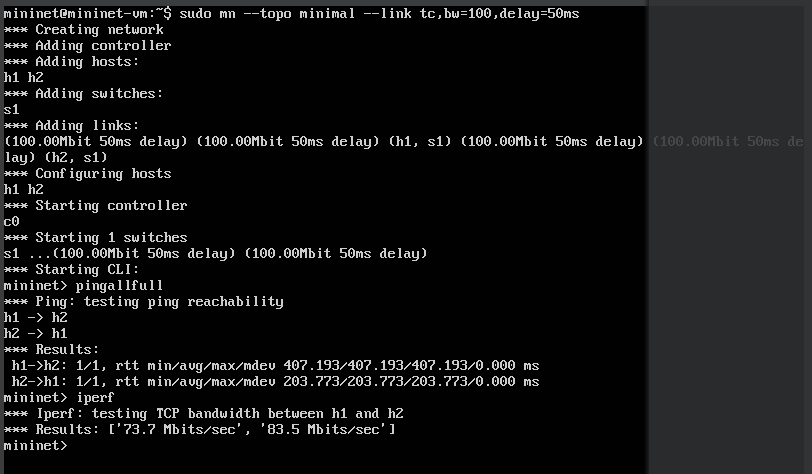 mininet@mininet-vm:~$ sudo mn --topo minimal --link tc,bw=100,delay=50ms
*** Creating network
*** Adding controller
*** Adding hosts:
h1 h2
*** Adding switches:
s1
*** Adding links:
(100.00Mbit 50ms delay) (100.00Mbit 50ms delay) (h1, s1) (100.00Mbit 50ms delay) (100.00Mbit 50ms de
lay) (h2, s1)
*** Configuring hosts
h1 h2
*** Starting controller
c0
*** Starting 1 switches
s1 ...(100.00Mbit 50ms delay) (100.00Mbit 50ms delay)
*** Starting CLI:
mininet> pingallfull
*** Ping: testing ping reachability
h1 -> h2
h2 -> h1
*** Results:
 h1->h2: 1/1, rtt min/avg/max/mdev 407.193/407.193/407.193/0.000 ms
 h2->h1: 1/1, rtt min/avg/max/mdev 203.773/203.773/203.773/0.000 ms
mininet> iperf
*** Iperf: testing TCP bandwidth between h1 and h2
*** Results: ['73.7 Mbits/sec', '83.5 Mbits/sec']
mininet>